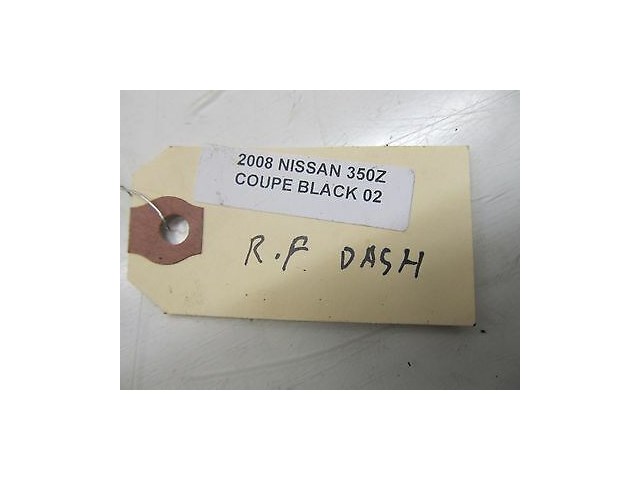 2008 NISSAN 350Z
COUPE BLACK 02
R.F DASH